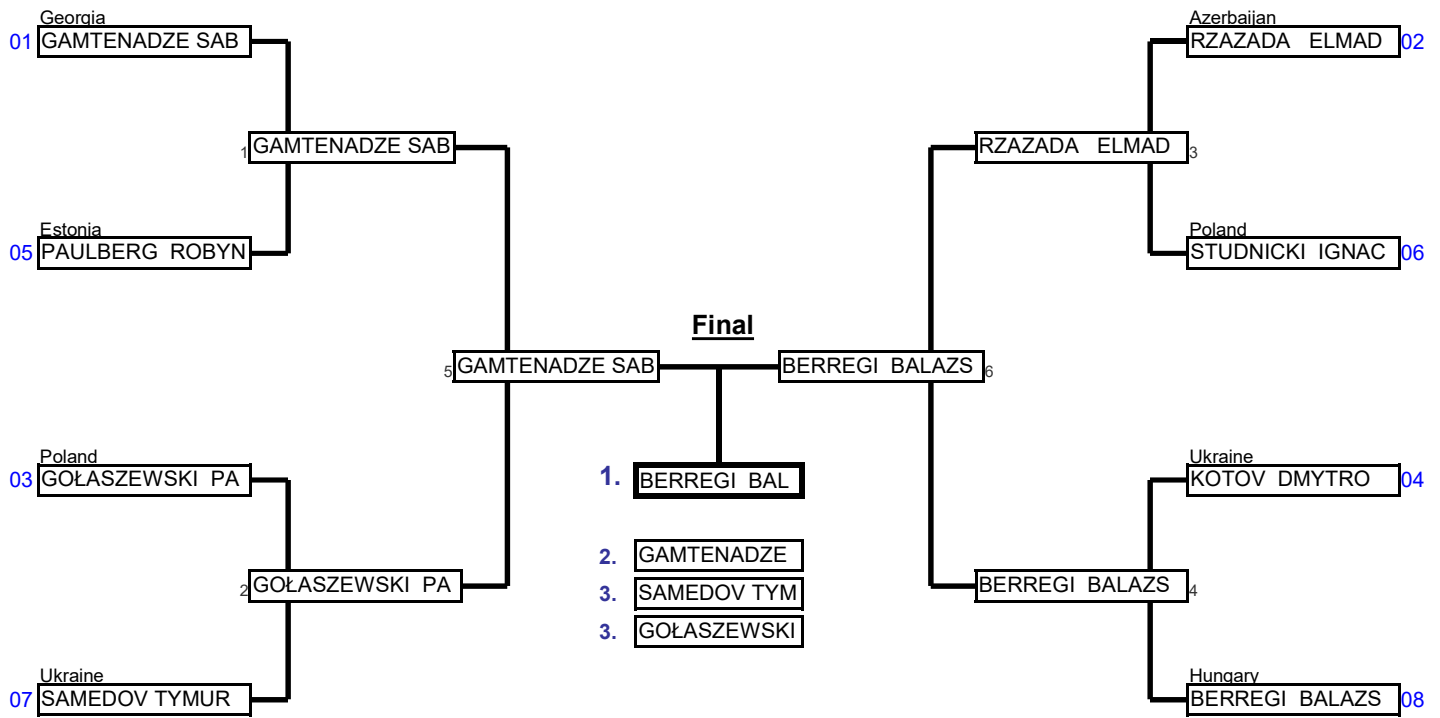 Georgia
01 GAMTENADZE SAB
Azerbaijan
RZAZADA ELMAD 02
1 GAMTENADZE SAB
RZAZADA ELMAD 3
Estonia
05 PAULBERG ROBYN
Poland
STUDNICKI IGNAC 06
Final
5 GAMTENADZE SAB
BERREGI BALAZS 6
Poland
03 GOŁASZEWSKI PA
1. BERREGI BAL
Ukraine
KOTOV DMYTRO 04
2. GAMTENADZE
3. SAMEDOV TYM
3. GOŁASZEWSKI
2 GOŁASZEWSKI PA
BERREGI BALAZS 4
Ukraine
07 SAMEDOV TYMUR
Hungary
BERREGI BALAZS 08